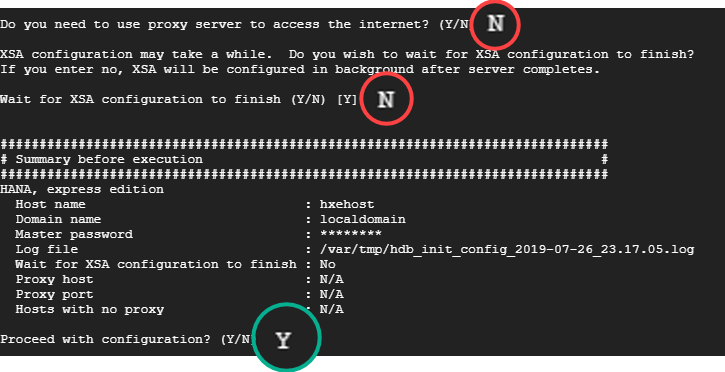 Do you need to use proxy server to access the internet? (Y/N N
XSA configuration may take a while.  Do you wish to wait for XSA configuration to finish?
If you enter no, XSA will be configured in background after server completes.
Wait for XSA configuration to finish (Y/N) [Y] N
##############################################################################
# Summary before execution                                                   #
##############################################################################
HANA, express edition
  Host name                            : hxehost
  Domain name                          : localdomain
  Master password                      : ********
  Log file                             : /var/tmp/hdb_init_config_2019-07-26_23.17.05.log
  Wait for XSA configuration to finish : No
  Proxy host                           : N/A
  Proxy port                           : N/A
  Hosts with no proxy                  : N/A
Proceed with configuration? (Y/N) Y